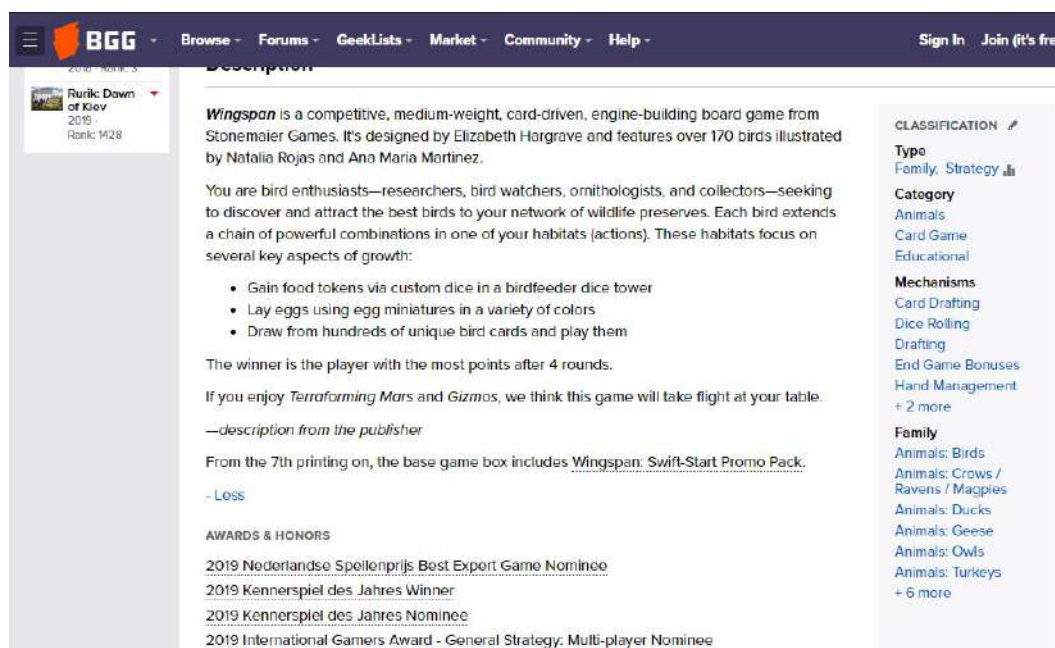 BGG
Browse
Forums
GeekLists
Market
Community
Help
Sign In
Join (it's fre
2018 - Rank: 3
Rurik: Dawn
of Kiev
2019 -
Rank: 1428
Description
Wingspan is a competitive, medium-weight, card-driven, engine-building board game from
Stonemaier Games. It's designed by Elizabeth Hargrave and features over 170 birds illustrated
by Natalia Rojas and Ana Maria Martinez.
You are bird enthusiasts—researchers, bird watchers, ornithologists, and collectors—seeking
to discover and attract the best birds to your network of wildlife preserves. Each bird extends
a chain of powerful combinations in one of your habitats (actions). These habitats focus on
several key aspects of growth:
• Gain food tokens via custom dice in a birdfeeder dice tower
• Lay eggs using egg miniatures in a variety of colors
• Draw from hundreds of unique bird cards and play them
The winner is the player with the most points after 4 rounds.
If you enjoy Terraforming Mars and Gizmos, we think this game will take flight at your table.
—description from the publisher
From the 7th printing on, the base game box includes Wingspan: Swift-Start Promo Pack.
- Less
AWARDS & HONORS
2019 Nederlandse Spellenprijs Best Expert Game Nominee
2019 Kennerspiel des Jahres Winner
2019 Kennerspiel des Jahres Nominee
2019 International Gamers Award - General Strategy: Multi-player Nominee
CLASSIFICATION
Type
Family, Strategy
Category
Animals
Card Game
Educational
Mechanisms
Card Drafting
Dice Rolling
Drafting
End Game Bonuses
Hand Management
+ 2 more
Family
Animals: Birds
Animals: Crows /
Ravens / Magpies
Animals: Ducks
Animals: Geese
Animals: Owls
Animals: Turkeys
+ 6 more